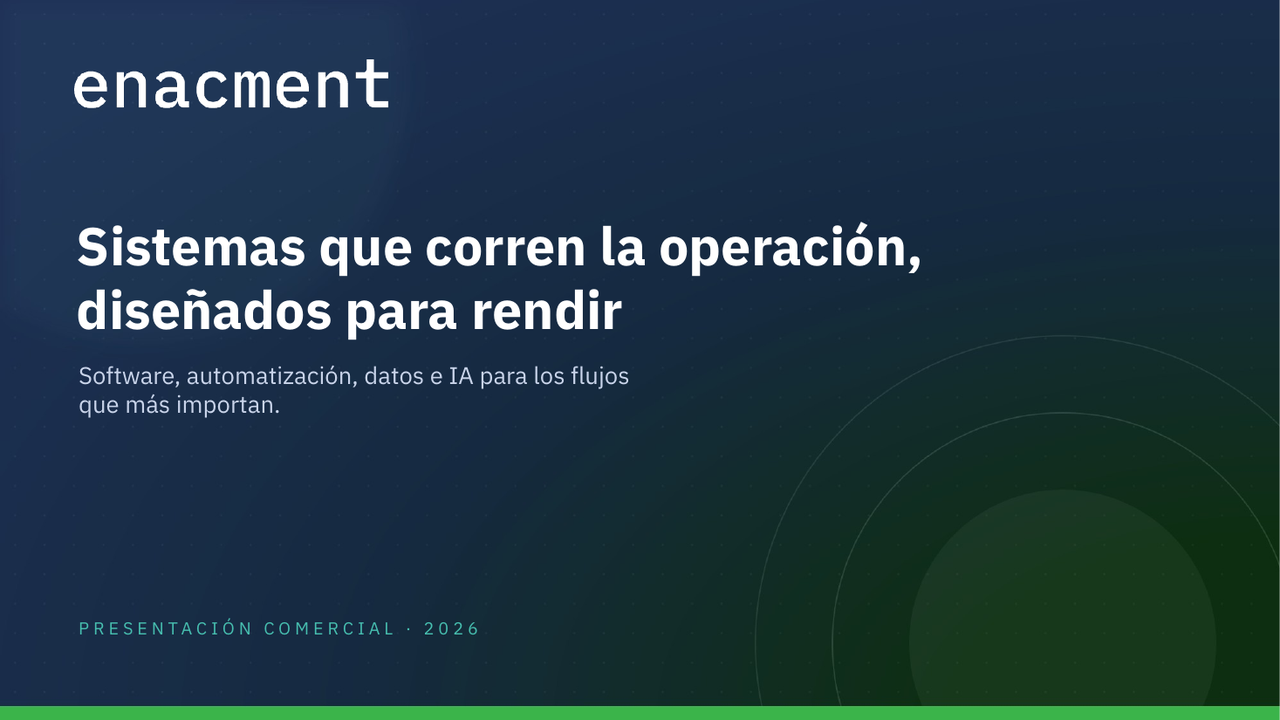 enacment
Sistemas que corren la operación,
diseñados para rendir
Software, automatización, datos e IA para los flujos
que más importan.
PRESENTACIÓN COMERCIAL · 2026